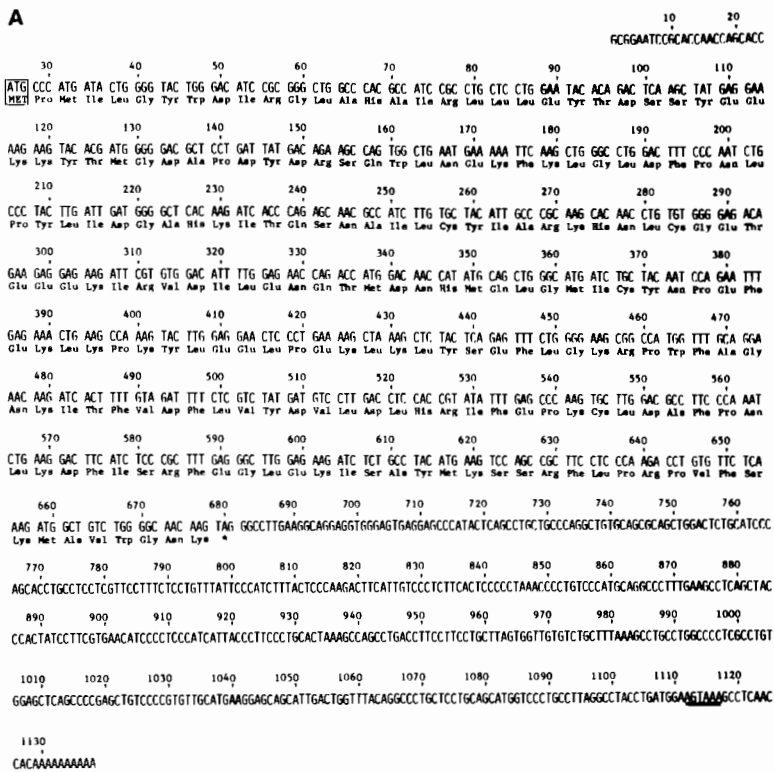 A
10 20
GCGGAATCCGCACCAACCAGCACC
30 40 50 60 70 80 90 100 110
ATG CCC ATG ATA CTG GGG TAC TGG GAC ATC CGC GGG CTG GCC CAC GCC ATC CGC CTG CTC CTG GAA TAC ACA GAC TCA AGC TAT GAG GAA
MET Pro Met Ile Leu Gly Tyr Trp Asp Ile Arg Gly Leu Ala His Ala Ile Arg Leu Leu Leu Glu Tyr Thr Asp Ser Ser Tyr Glu Glu
120 130 140 150 160 170 180 190 200
AAG AAG TAC ACG ATG GGG GAC GCT CCT GAT TAT GAC AGA AGC CAG TGG CTG AAT GAA AAA TTC AAG CTG GGC CTG GAC TTT CCC AAT CTG
Lys Lys Tyr Thr Met Gly Asp Ala Pro Asp Tyr Asp Arg Ser Gln Trp Leu Asn Glu Lys Phe Lys Leu Gly Leu Asp Phe Pro Asn Leu
210 220 230 240 250 260 270 280 290
CCC TAC TTG ATT GAT GGG GCT CAC AAG ATC ACC CAG AGC AAC GCC ATC TTG TGC TAC ATT GCC CGC AAG CAC AAC CTG TGT GGG GAG ACA
Pro Tyr Leu Ile Asp Gly Ala His Lys Ile Thr Gln Ser Asn Ala Ile Leu Cys Tyr Ile Ala Arg Lys His Asn Leu Cys Gly Glu Thr
300 310 320 330 340 350 360 370 380
GAA GAG GAG AAG ATT CGT GTG GAC ATT TTG GAG AAC CAG ACC ATG GAC AAC CAT ATG CAG CTG GGC ATG ATC TGC TAC AAT CCA GAA TTT
Glu Glu Glu Lys Ile Arg Val Asp Ile Leu Glu Asn Gln Thr Met Asp Asn His Met Gln Leu Gly Met Ile Cys Tyr Asn Pro Glu Phe
390 400 410 420 430 440 450 460 470
GAG AAA CTG AAG CCA AAG TAC TTG GAG GAA CTC CCT GAA AAG CTA AAG CTC TAC TCA GAG TTT CTG GGG AAG CGG CCA TGG TTT GCA GGA
Glu Lys Leu Lys Pro Lys Tyr Leu Glu Glu Leu Pro Glu Lys Leu Lys Leu Tyr Ser Glu Phe Leu Gly Lys Arg Pro Trp Phe Ala Gly
480 490 500 510 520 530 540 550 560
AAC AAG ATC ACT TTT GTA GAT TTT CTC GTC TAT GAT GTC CTT GAC CTC CAC CGT ATA TTT GAG CCC AAG TGC TTG GAC GCC TTC CCA AAT
Asn Lys Ile Thr Phe Val Asp Phe Leu Val Tyr Asp Val Leu Asp Leu His Arg Ile Phe Glu Pro Lys Cys Leu Asp Ala Phe Pro Asn
570 580 590 600 610 620 630 640 650
CTG AAG GAC TTC ATC TCC CGC TTT GAG GGC TTG GAG AAG ATC TCT GCC TAC ATG AAG TCC AGC CGC TTC CTC CCA AGA CCT GTG TTC TCA
Leu Lys Asp Phe Ile Ser Arg Phe Glu Gly Leu Glu Lys Ile Ser Ala Tyr Met Lys Ser Ser Arg Phe Leu Pro Arg Pro Val Phe Ser
660 670 680 690 700 710 720 730 740 750 760
AAG ATG GCT GTC TGG GGC AAC AAG TAG GGCCTTGAAGGCAGGAGGTGGGAGTGAGGAGCCCATACTCAGCCTGCTGCCCAGGCTGTGCAGCGCAGCTGGACTCTGCATCCC
Lys Met Ala Val Trp Gly Asn Lys *
770 780 790 800 810 820 830 840 850 860 870 880
AGCACCTGCCTCCTCGTTCCTTTCTCCTGTTTATTCCCATCTTTACTCCCAAGACTTCATTGTCCCTCTTCACTCCCCCTAAACCCCTGTCCCATGCAGGCCCTTTGAAGCCTCAGCTAC
890 900 910 920 930 940 950 960 970 980 990 1000
CCACTATCCTTCGTGAACATCCCCTCCCATCATTACCCTTCCCTGCACTAAAGCCAGCCTGACCTTCCTTCCTGCTTAGTGGTTGTGTCTGCTTTAAAGCCTGCCTGGCCCCTCGCCTGT
1010 1020 1030 1040 1050 1060 1070 1080 1090 1100 1110 1120
GGAGCTCAGCCCCGAGCTGTCCCCGTGTTGCATGAAGGAGCAGCATTGACTGGTTTACAGGCCCTGCTCCTGCAGCATGGTCCCTGCCTTAGGCCTACCTGATGGAAGTAAAGCCTCAAC
1130
CACAAAAAAAAAA